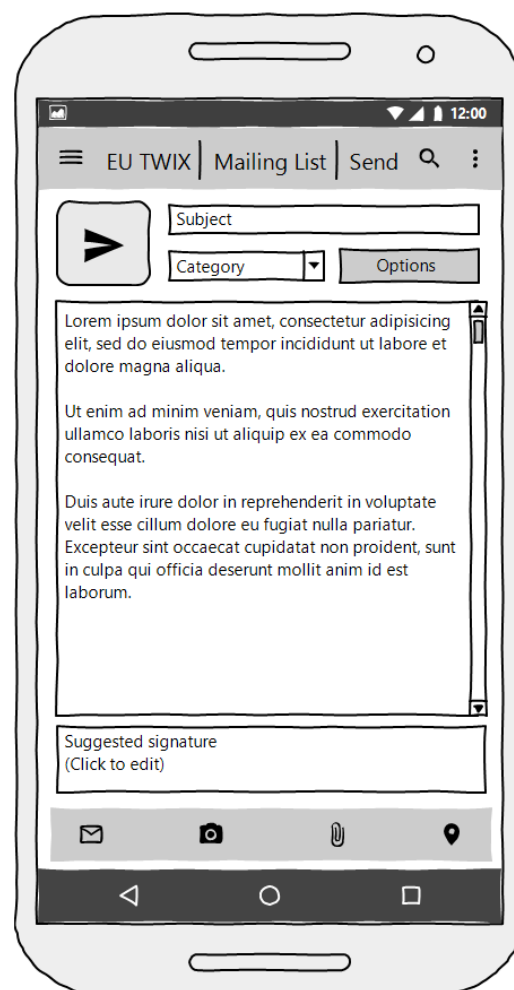 12:00
EU TWIX Mailing List Send
Subject
Category Options
Lorem ipsum dolor sit amet, consectetur adipisicing
elit, sed do eiusmod tempor incididunt ut labore et
dolore magna aliqua.
Ut enim ad minim veniam, quis nostrud exercitation
ullamco laboris nisi ut aliquip ex ea commodo
consequat.
Duis aute irure dolor in reprehenderit in voluptate
velit esse cillum dolore eu fugiat nulla pariatur.
Excepteur sint occaecat cupidatat non proident, sunt
in culpa qui officia deserunt mollit anim id est
laborum.
Suggested signature
(Click to edit)